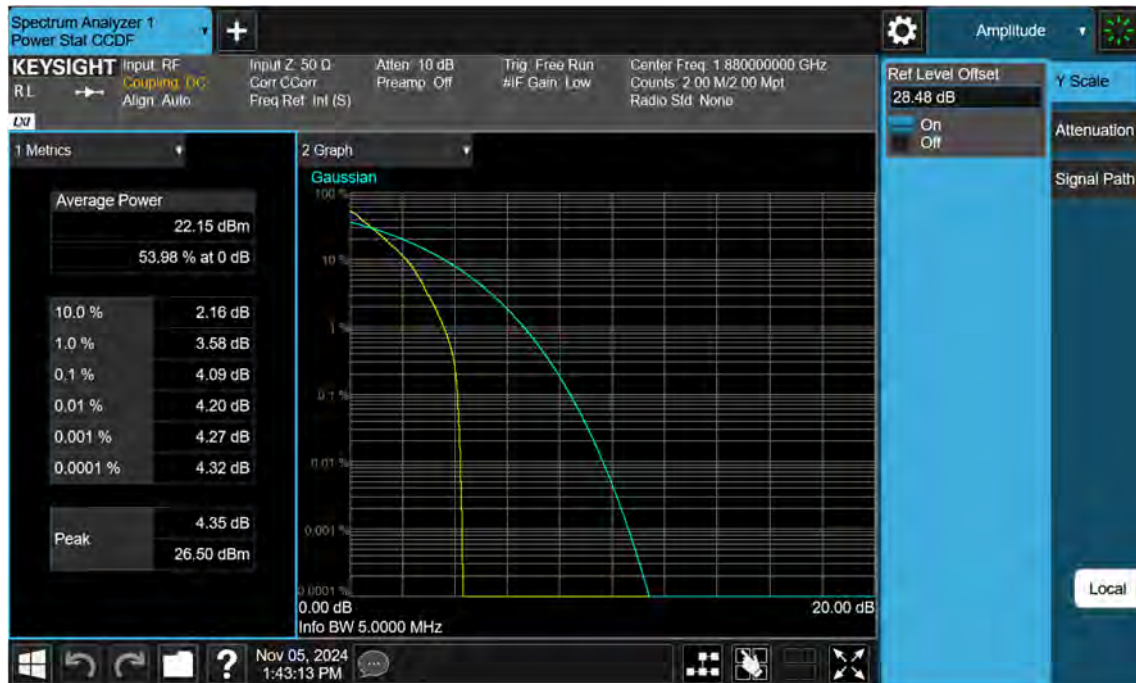 Spectrum Analyzer 1
Power Stat CCDF
+
Amplitude
KEYSIGHT
RL
LXI
Input: RF
Coupling: DC
Align: Auto
Input Z: 50 Ω
Corr CCorr
Freq Ref: Int (S)
Atten: 10 dB
Preamp: Off
Trig: Free Run
#IF Gain: Low
Center Freq: 1.880000000 GHz
Counts: 2.00 M/2.00 Mpt
Radio Std: None
Ref Level Offset
28.48 dB
On
Off
Y Scale
Attenuation
Signal Path
Local
1 Metrics
Average Power
22.15 dBm
53.98 % at 0 dB
10.0 % 2.16 dB
1.0 % 3.58 dB
0.1 % 4.09 dB
0.01 % 4.20 dB
0.001 % 4.27 dB
0.0001 % 4.32 dB
Peak
4.35 dB
26.50 dBm
2 Graph
Gaussian
100 %
10 %
1 %
0.1 %
0.01 %
0.001 %
0.0001 %
0.00 dB 20.00 dB
Info BW 5.0000 MHz
?
Nov 05, 2024
1:43:13 PM